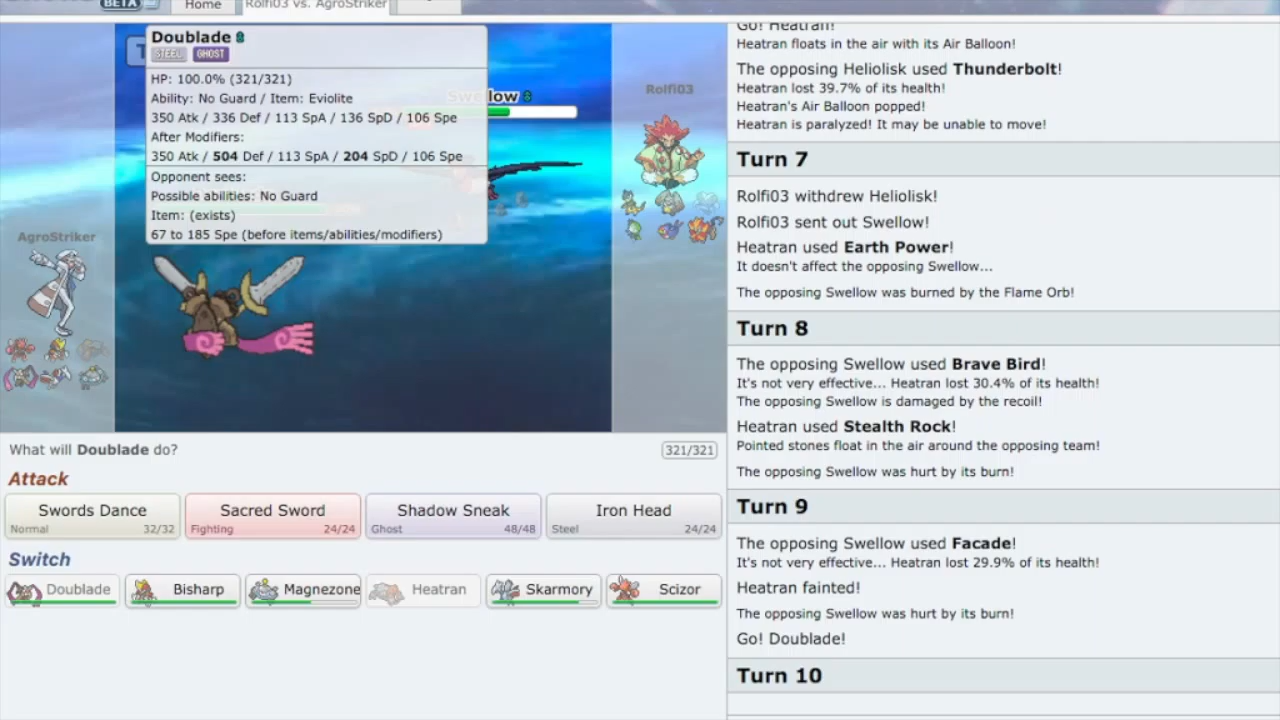 BETA
Home
Rolfi03 vs. AgroStriker
Doublade
STEEL GHOST
HP: 100.0% (321/321)
Ability: No Guard / Item: Eviolite
350 Atk / 336 Def / 113 SpA / 136 SpD / 106 Spe
After Modifiers:
350 Atk / 504 Def / 113 SpA / 204 SpD / 106 Spe
Opponent sees:
Possible abilities: No Guard
Item: (exists)
67 to 185 Spe (before items/abilities/modifiers)
Swellow
Rolfi03
AgroStriker
What will Doublade do?
321/321
Attack
Swords Dance
Normal 32/32
Sacred Sword
Fighting 24/24
Shadow Sneak
Ghost 48/48
Iron Head
Steel 24/24
Switch
Doublade
Bisharp
Magnezone
Heatran
Skarmory
Scizor
Go! Heatran!
Heatran floats in the air with its Air Balloon!
The opposing Heliolisk used Thunderbolt!
Heatran lost 39.7% of its health!
Heatran's Air Balloon popped!
Heatran is paralyzed! It may be unable to move!
Turn 7
Rolfi03 withdrew Heliolisk!
Rolfi03 sent out Swellow!
Heatran used Earth Power!
It doesn't affect the opposing Swellow...
The opposing Swellow was burned by the Flame Orb!
Turn 8
The opposing Swellow used Brave Bird!
It's not very effective... Heatran lost 30.4% of its health!
The opposing Swellow is damaged by the recoil!
Heatran used Stealth Rock!
Pointed stones float in the air around the opposing team!
The opposing Swellow was hurt by its burn!
Turn 9
The opposing Swellow used Facade!
It's not very effective... Heatran lost 29.9% of its health!
Heatran fainted!
The opposing Swellow was hurt by its burn!
Go! Doublade!
Turn 10